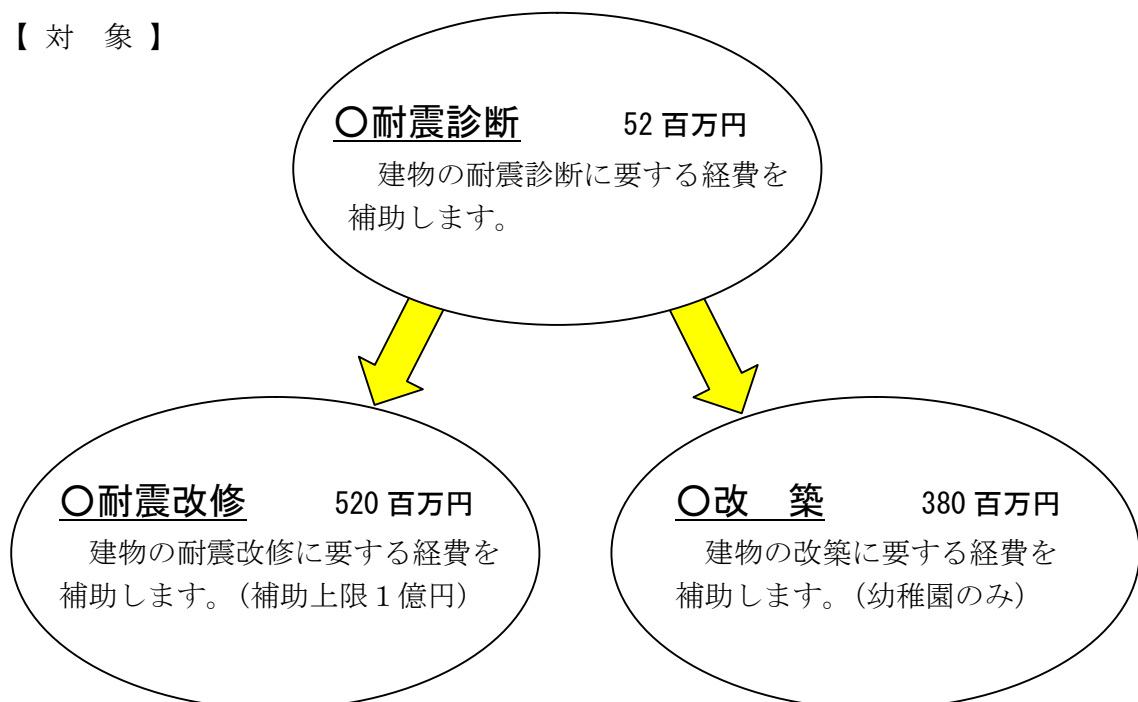 【 対　象 】
〇耐震診断　52 百万円
建物の耐震診断に要する経費を
補助します。
〇耐震改修　520 百万円
建物の耐震改修に要する経費を
補助します。（補助上限１億円）
〇改　築　380 百万円
建物の改築に要する経費を
補助します。（幼稚園のみ）